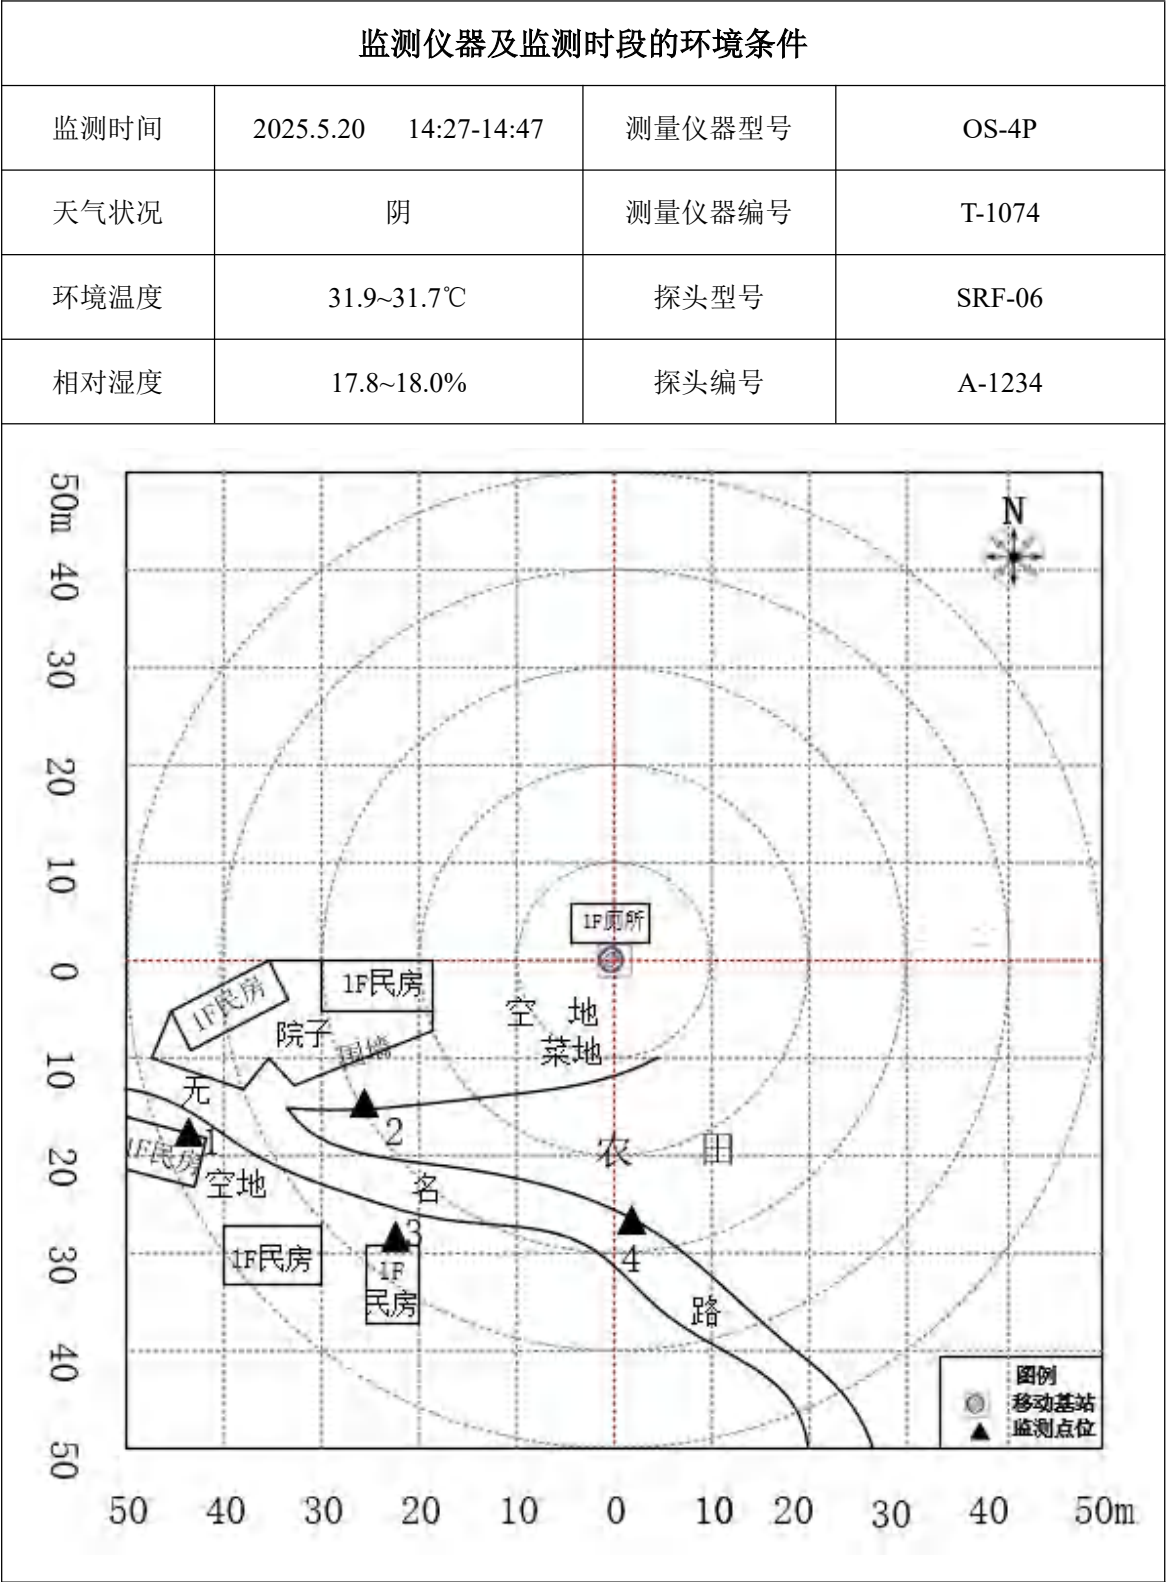 监测仪器及监测时段的环境条件
监测时间 2025.5.20 14:27-14:47 测量仪器型号 OS-4P
天气状况 阴 测量仪器编号 T-1074
环境温度 31.9~31.7℃ 探头型号 SRF-06
相对湿度 17.8~18.0% 探头编号 A-1234
50m
40
30
20
10
0
10
20
30
40
50
N
1F厕所
1F民房
1F民房
院子
围墙
空 地
菜地
无
2
1
1F民房
空地
农 田
名
3
1F民房
1F
民房
4
路
图例
移动基站
监测点位
50 40 30 20 10 0 10 20 30 40 50m